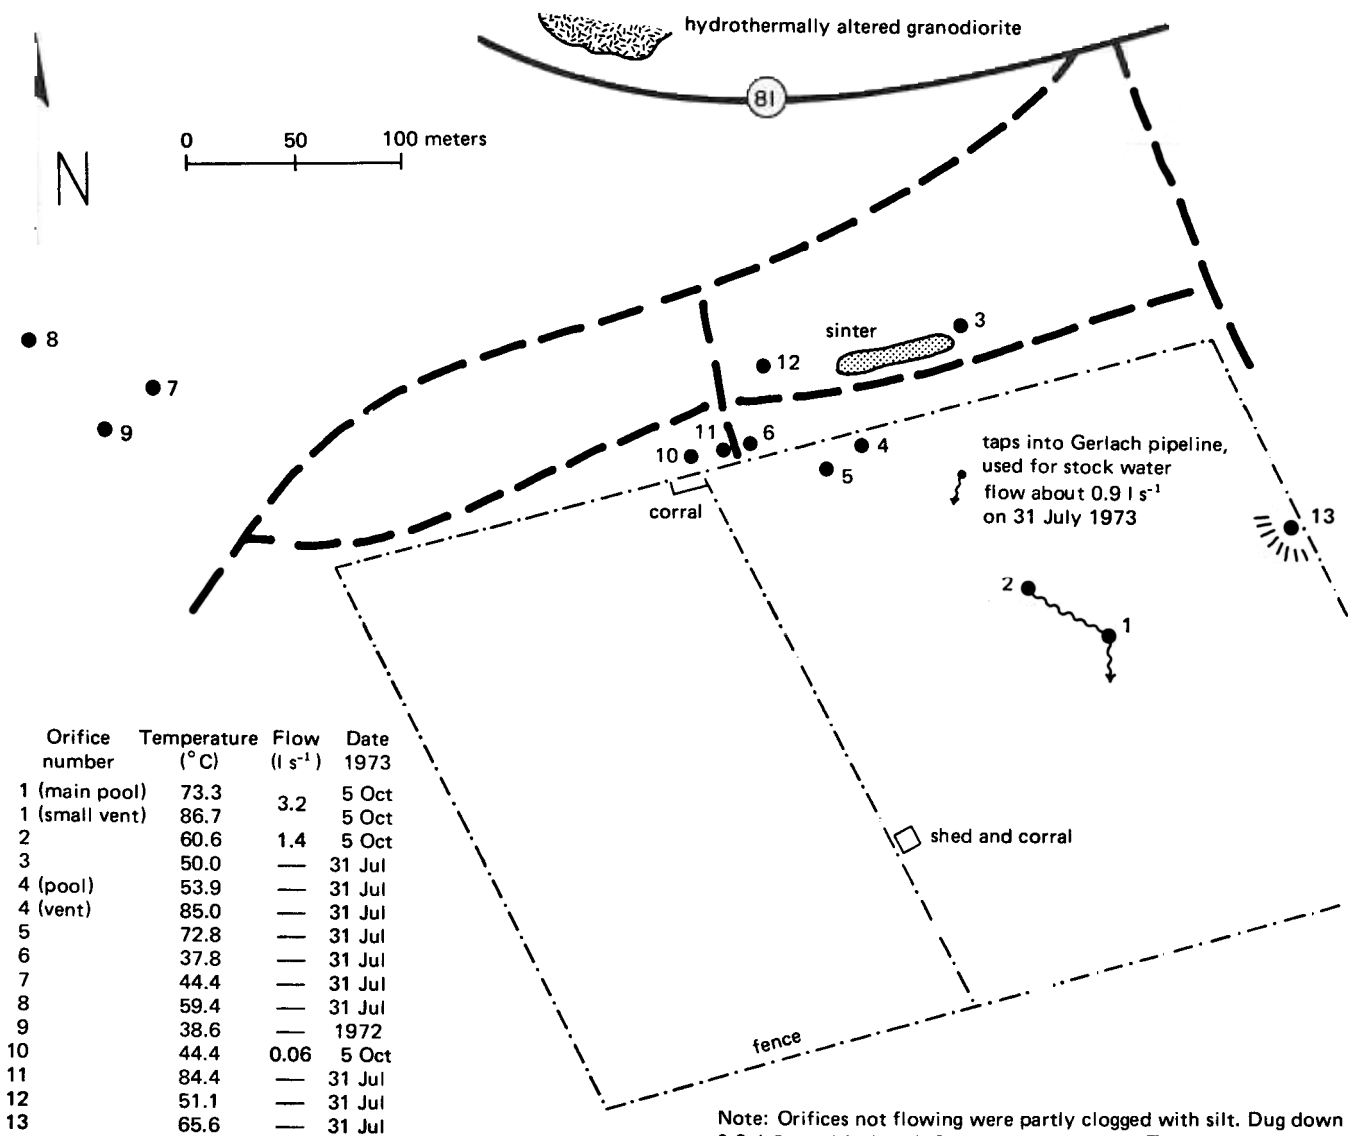 hydrothermally altered granodiorite
81
0 50 100 meters
N
8
7
9
sinter
3
12
11
6
10
4
5
corral
taps into Gerlach pipeline,
used for stock water
flow about 0.9 l s⁻¹
on 31 July 1973
13
2
1
shed and corral
fence
Orifice Temperature Flow Date
number (°C) (l s⁻¹) 1973
1 (main pool) 73.3 3.2 5 Oct
1 (small vent) 86.7 5 Oct
2 60.6 1.4 5 Oct
3 50.0 — 31 Jul
4 (pool) 53.9 — 31 Jul
4 (vent) 85.0 — 31 Jul
5 72.8 — 31 Jul
6 37.8 — 31 Jul
7 44.4 — 31 Jul
8 59.4 — 31 Jul
9 38.6 — 1972
10 44.4 0.06 5 Oct
11 84.4 — 31 Jul
12 51.1 — 31 Jul
13 65.6 — 31 Jul
Note: Orifices not flowing were partly clogged with silt. Dug down